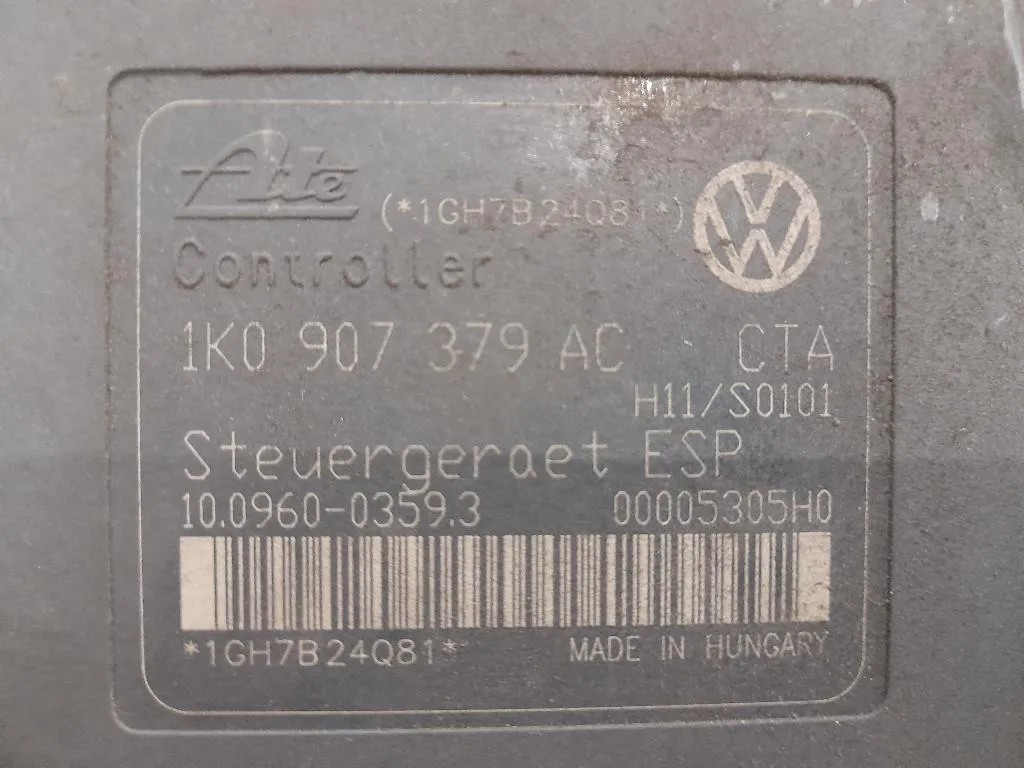 Ate (*1GH7B24Q81*)
Controller
1K0 907 379 AC CTA
H11/S0101
Steuergeraet ESP
10.0960-0359.3 00005305H0
*1GH7B24Q81* MADE IN HUNGARY